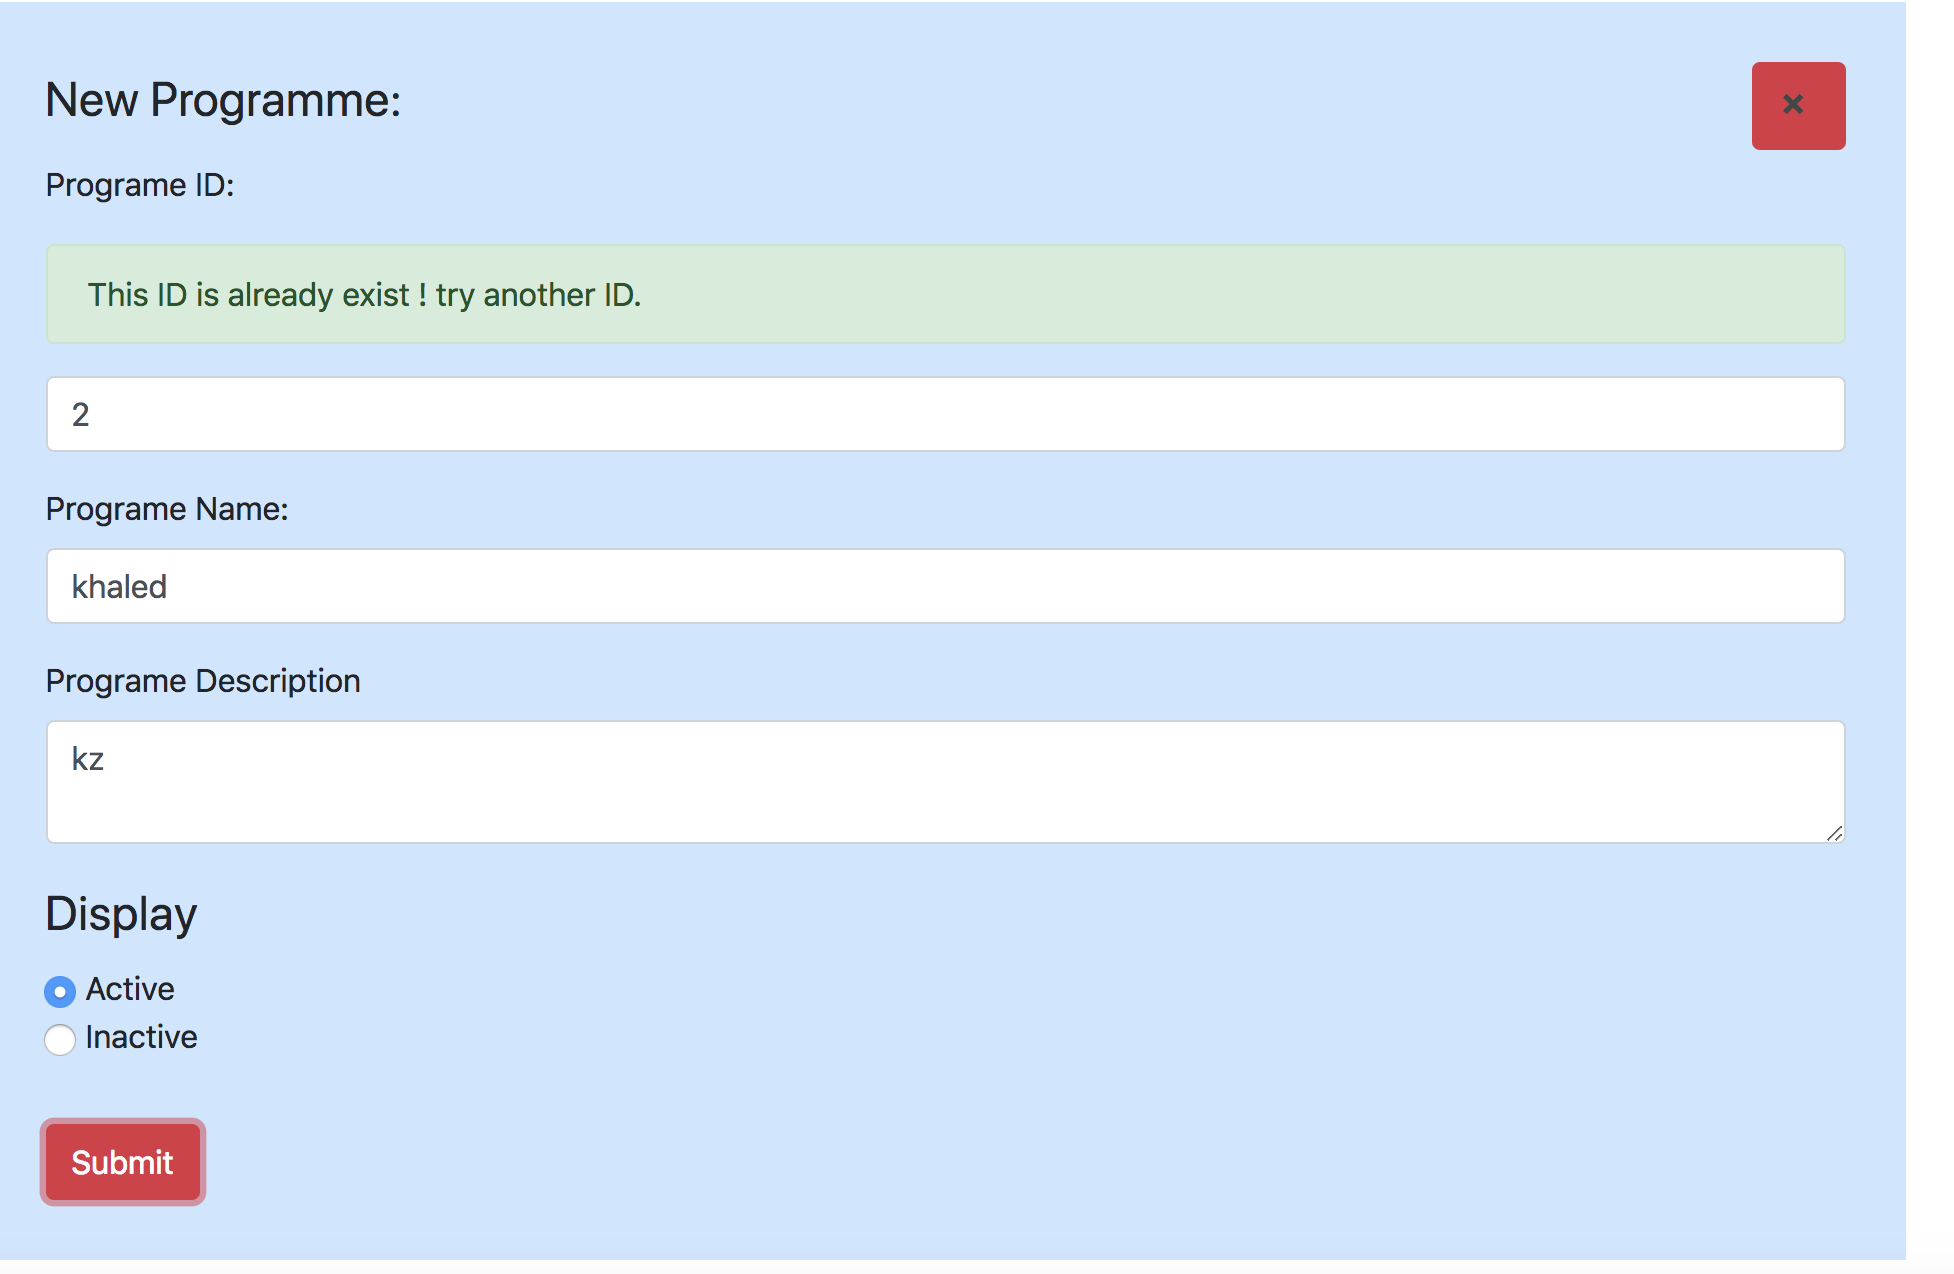 New Programme:
×
Programe ID:
This ID is already exist ! try another ID.
2
Programe Name:
khaled
Programe Description
kz
Display
Active
Inactive
Submit